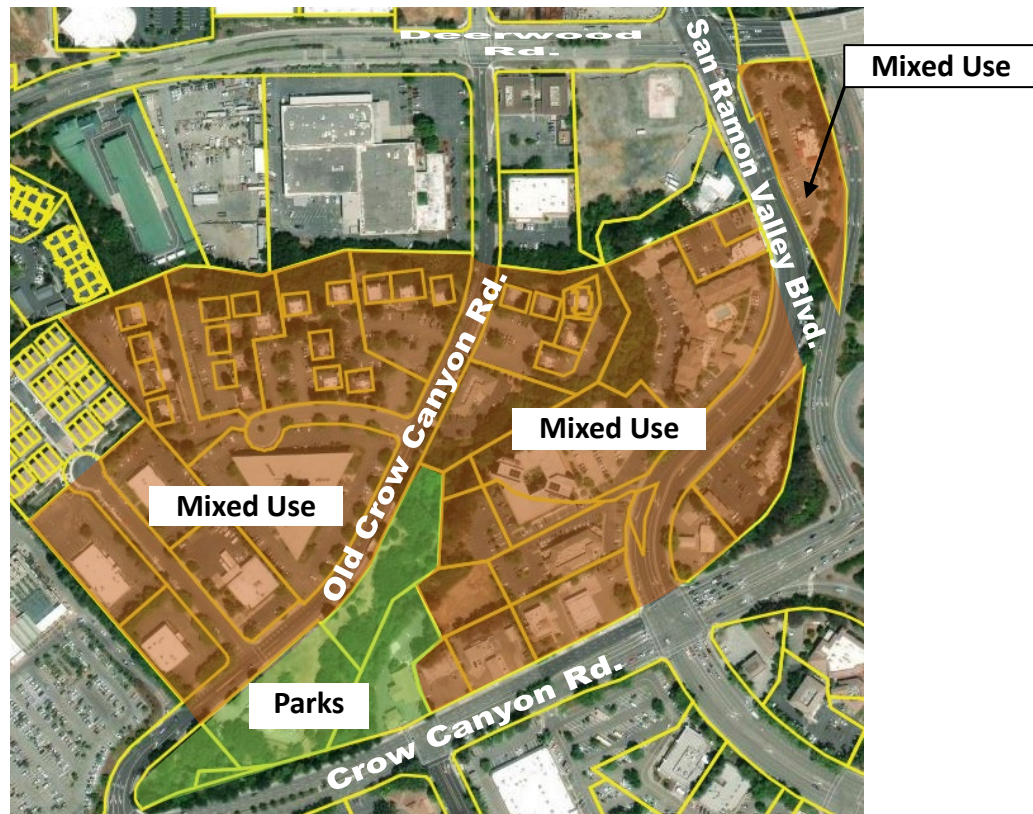 Deerwood
Rd.
San Ramon Valley Blvd.
Mixed Use
Old Crow Canyon Rd.
Mixed Use
Mixed Use
Parks
Crow Canyon Rd.